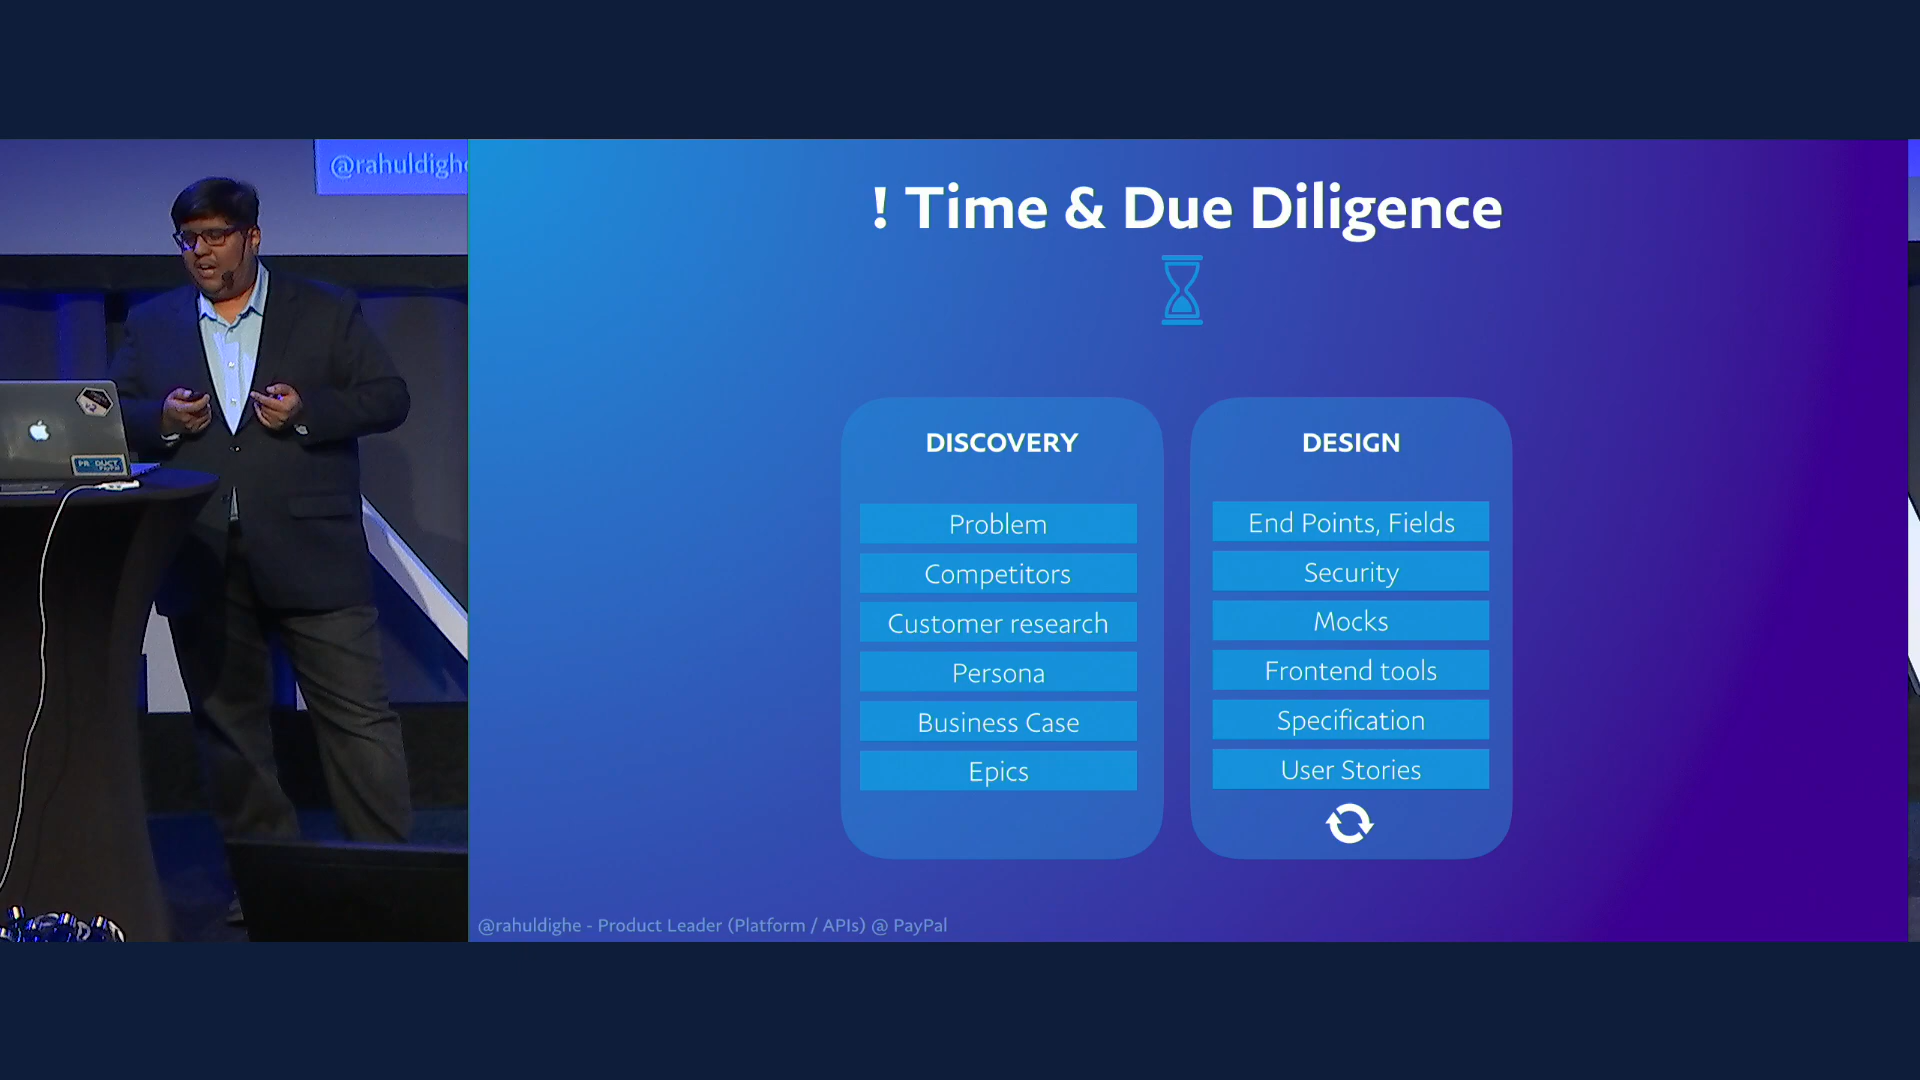 @rahuldighe
! Time & Due Diligence
DISCOVERY
Problem
Competitors
Customer research
Persona
Business Case
Epics
DESIGN
End Points, Fields
Security
Mocks
Frontend tools
Specification
User Stories
@rahuldighe - Product Leader (Platform / APIs) @ PayPal
PRODUCT